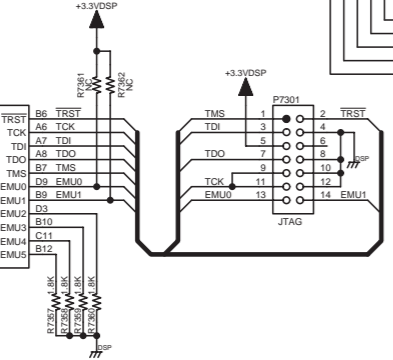 +3.3VDSP
R7361
NC
R7362
NC
+3.3VDSP
P7301
TRST B6 TRST
TCK A6 TCK
TDI A7 TDI
TDO A8 TDO
TMS B7 TMS
EMU0 D9 EMU0
EMU1 B9 EMU1
EMU2 D3
EMU3 B10
EMU4 C11
EMU5 B12
TMS 1 2 TRST
TDI 3 4
5 6
TDO 7 8
9 10
TCK 11 12
EMU0 13 14 EMU1
DSP
JTAG
R7357 1.8K
R7358 1.8K
R7359 1.8K
R7360 1.8K
DSP